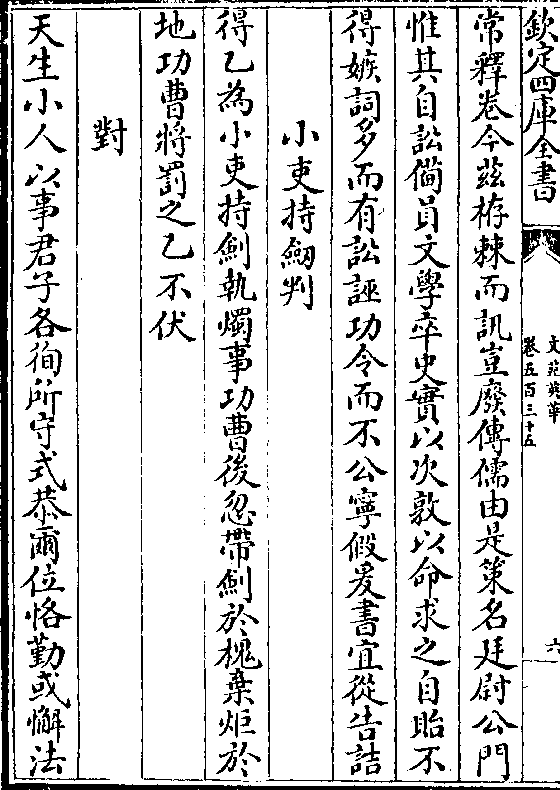 欽定四庫全書
文苑英華
卷五百三十五
六
常釋卷今茲栫棘而訊豈廢傳儒由是策名廷尉公門
惟其自訟備員文學卒史實以次敦以命求之自貽不
得嫉詞多而有訟誣功令而不公寧假爰書宜從告詰
小吏持劒判
得乙為小吏持劍執燭事功曹後忽帶劍於槐棄炬於
地功曹將罰之乙不伏
對
天生小人以事君子各徇所守式恭爾位恪勤或懈法